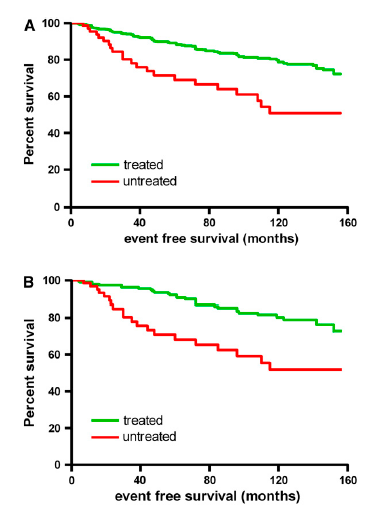 A
Percent survival
100
80
60
40
20
0
treated
untreated
0 40 80 120 160
event free survival (months)
B
Percent survival
100
80
60
40
20
0
treated
untreated
0 40 80 120 160
event free survival (months)